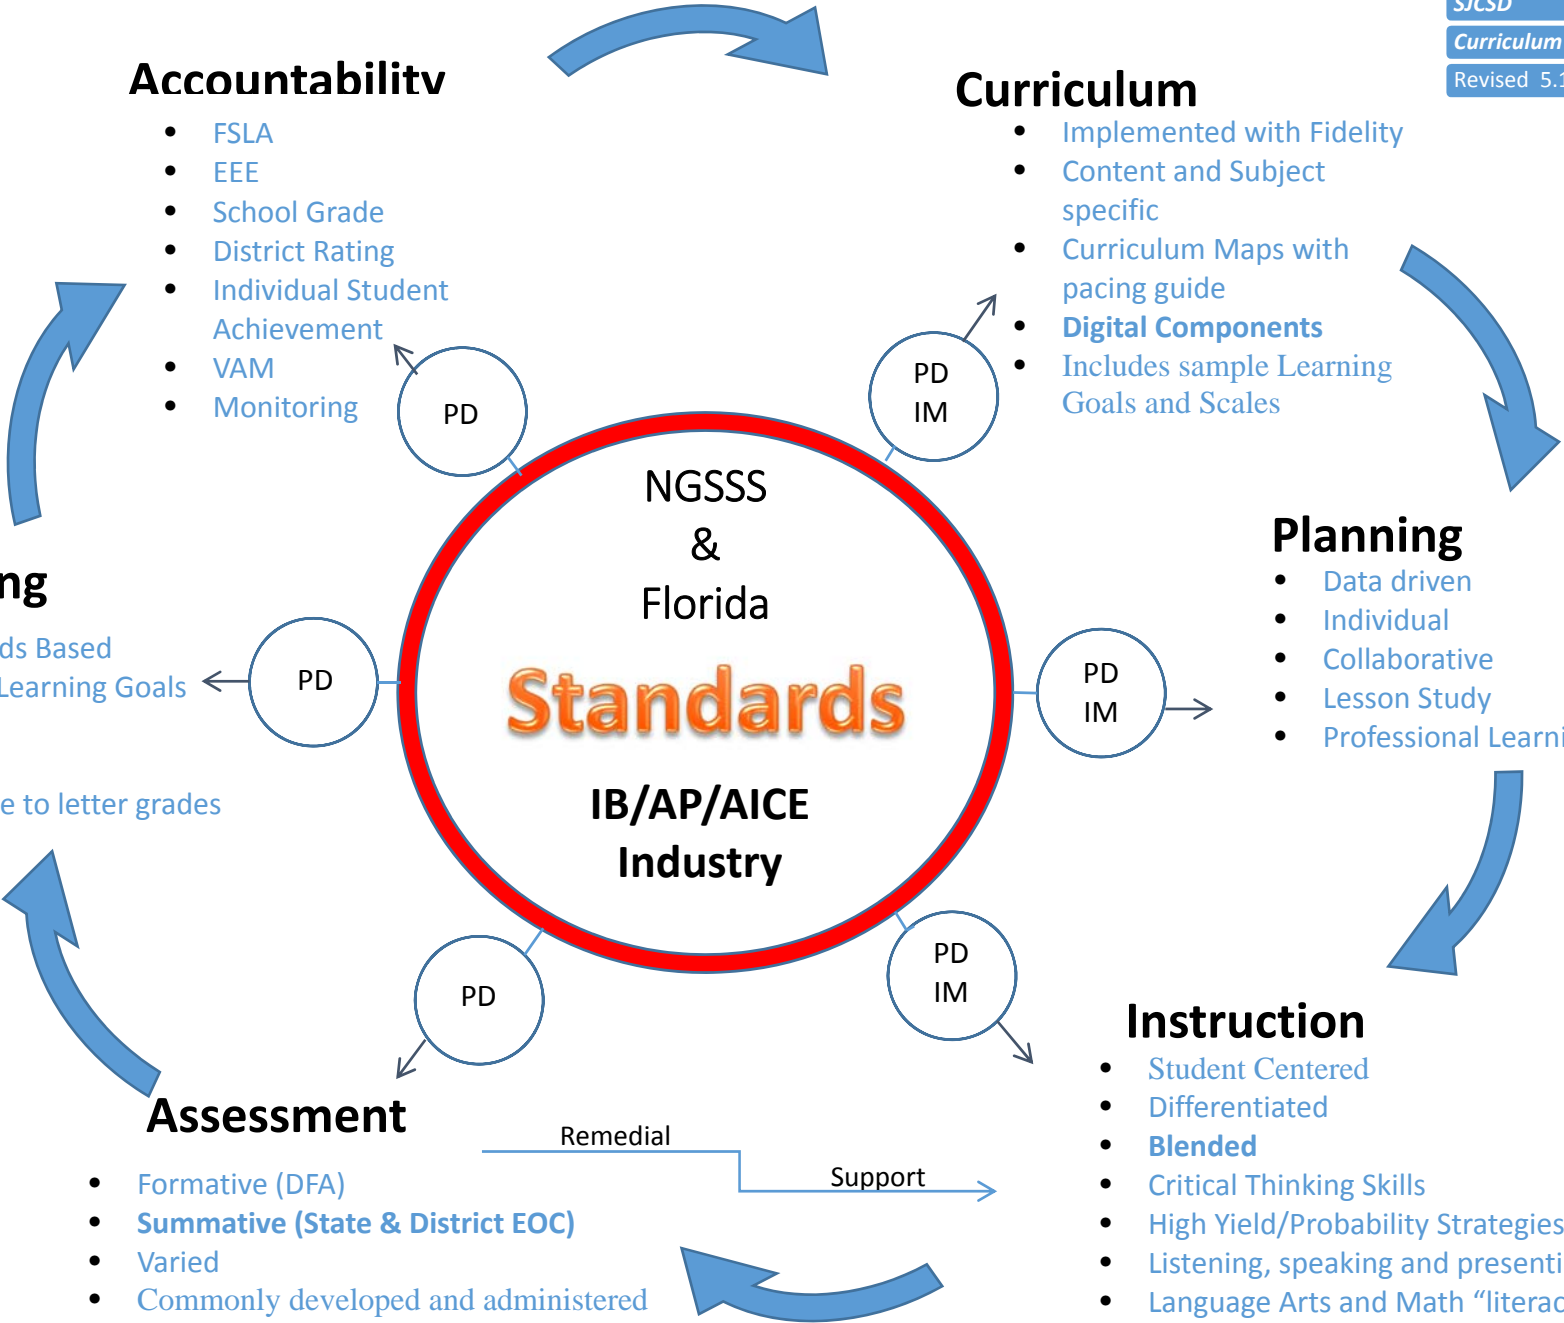 SJCSD
Curriculum
Revised 5.1
Accountability
FSLA
EEE
School Grade
District Rating
Individual Student
Achievement
VAM
Monitoring
Curriculum
Implemented with Fidelity
Content and Subject
specific
Curriculum Maps with
pacing guide
Digital Components
Includes sample Learning
Goals and Scales
PD
PD
IM
NGSSS
&
Florida
Standards
IB/AP/AICE
Industry
Planning
Data driven
Individual
Collaborative
Lesson Study
Professional Learni
PD
IM
ng
ds Based
Learning Goals
e to letter grades
PD
PD
PD
IM
Instruction
Student Centered
Differentiated
Blended
Critical Thinking Skills
High Yield/Probability Strategies
Listening, speaking and presenti
Language Arts and Math “literac
Assessment
Formative (DFA)
Summative (State & District EOC)
Varied
Commonly developed and administered
Remedial
Support